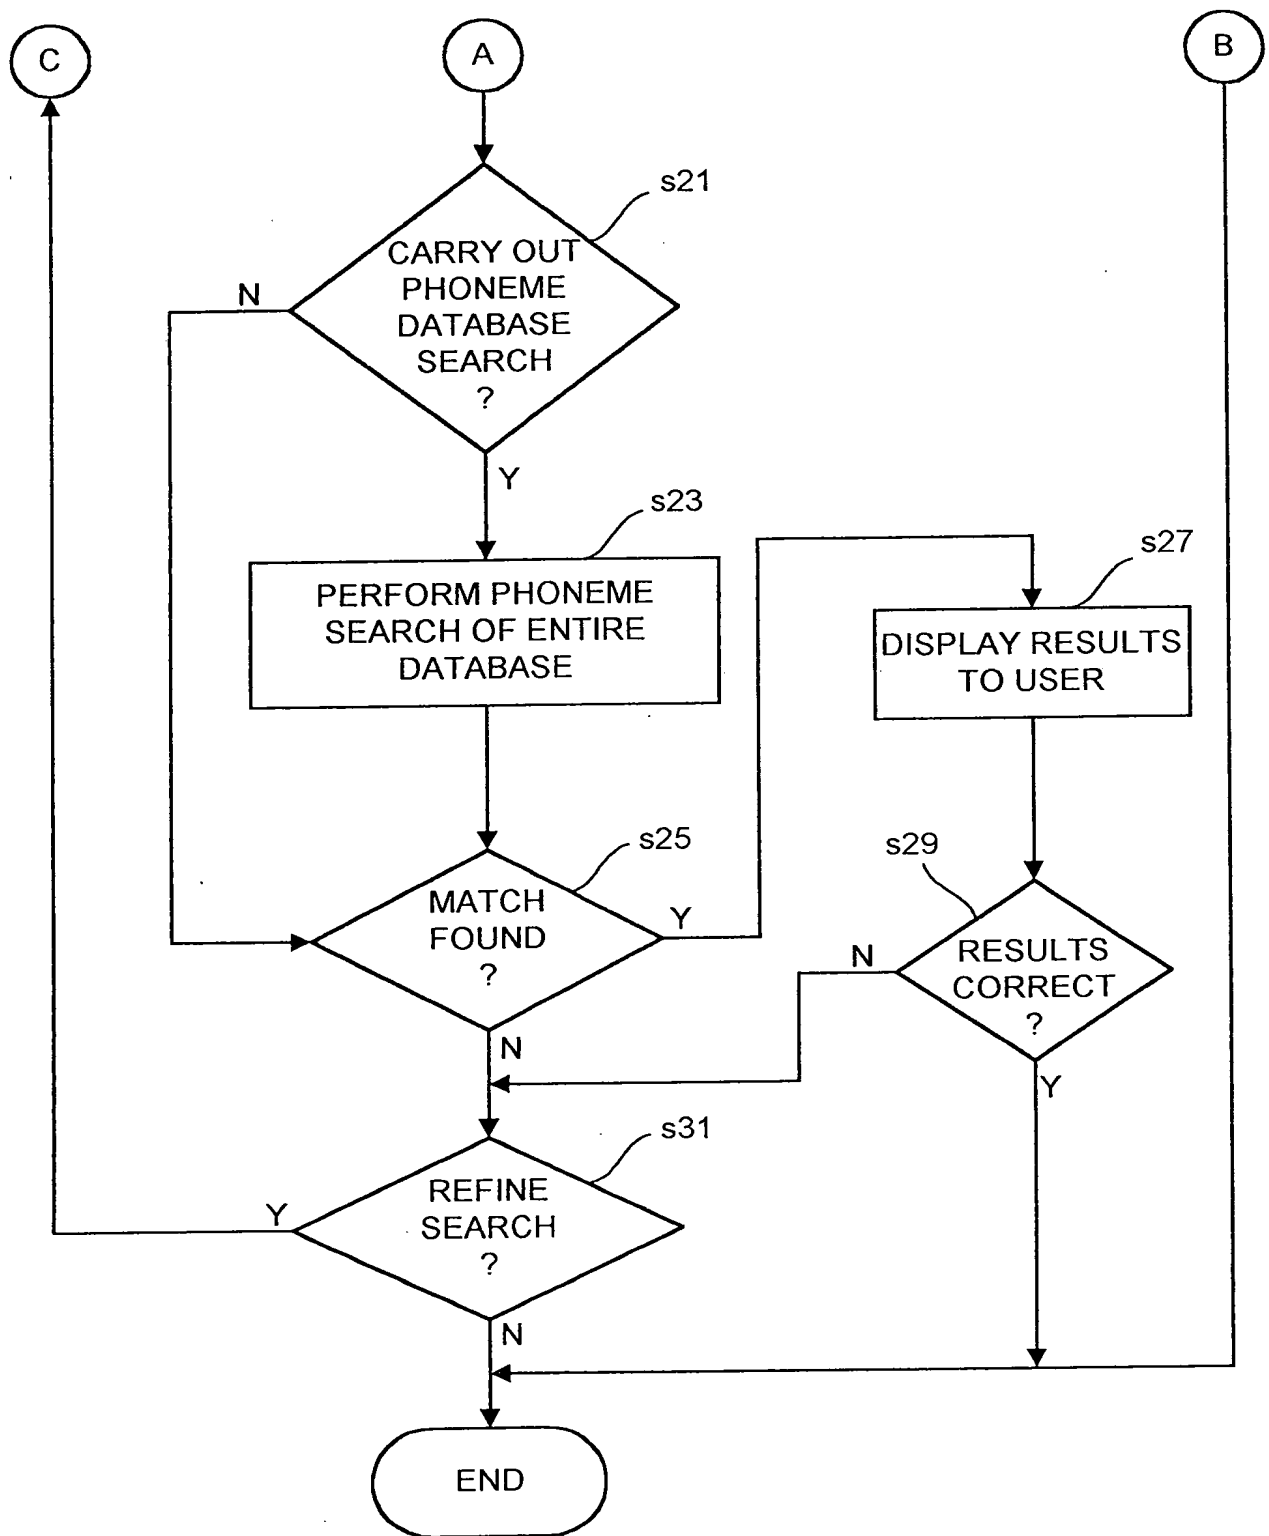 C
A
B
s21
CARRY OUT
PHONEME
DATABASE
SEARCH
?
N
Y
s23
PERFORM PHONEME
SEARCH OF ENTIRE
DATABASE
s27
DISPLAY RESULTS
TO USER
s25
MATCH
FOUND
?
Y
N
s29
RESULTS
CORRECT
?
N
Y
s31
REFINE
SEARCH
?
Y
N
END